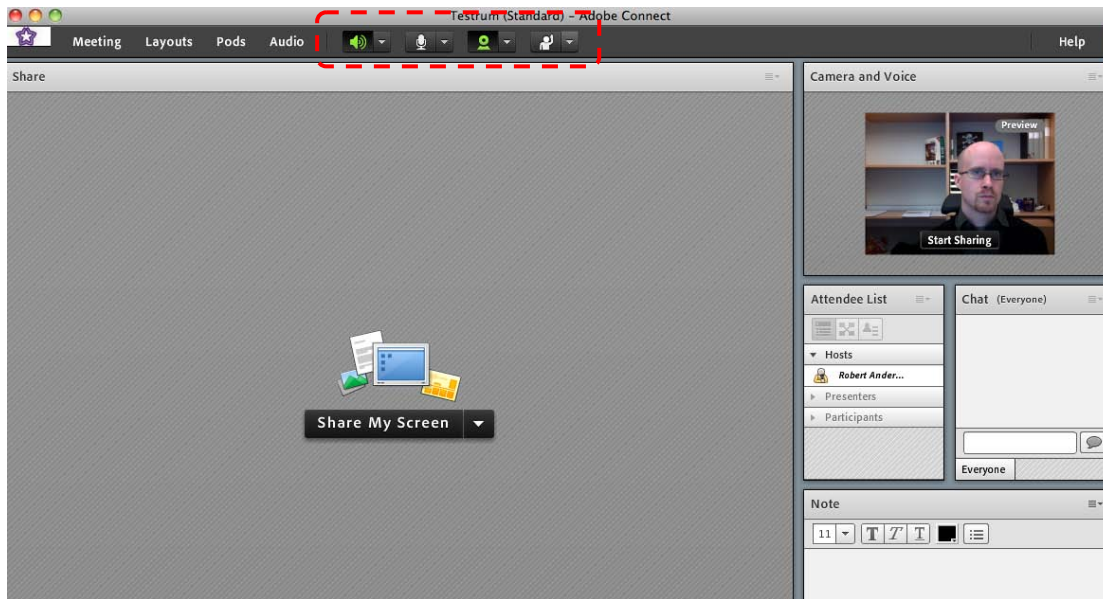 Testrum (Standard) – Adobe Connect
Meeting Layouts Pods Audio Help
Share
Share My Screen
Camera and Voice
Preview
Start Sharing
Attendee List
Hosts
Robert Ander...
Presenters
Participants
Chat (Everyone)
Everyone
Note
11 T T T